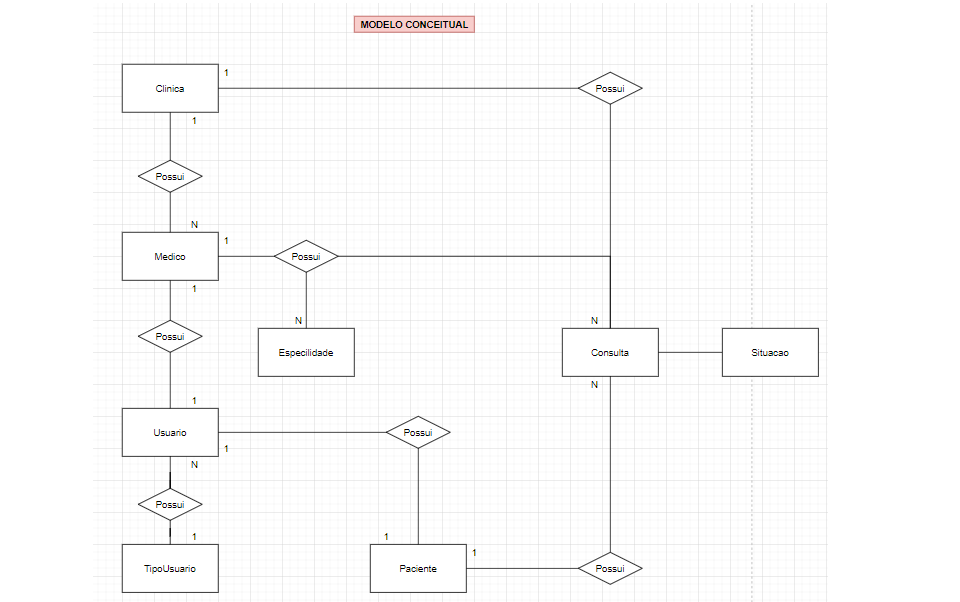 MODELO CONCEITUAL
1
Clinica
Possui
1
Possui
N
1
Medico
Possui
1
N
N
Possui
Especilidade
Consulta
Situacao
N
1
Usuario
Possui
1
N
Possui
1
1
1
TipoUsuario
Paciente
Possui